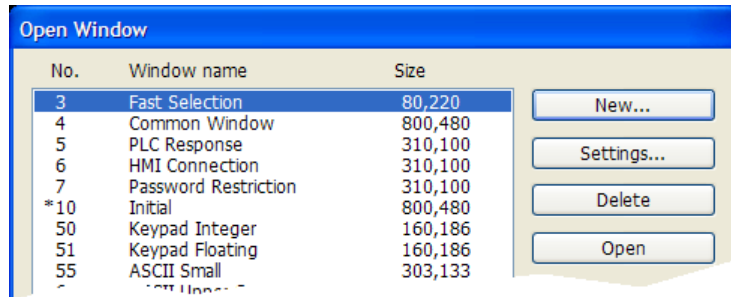 Open Window
No. Window name Size
3 Fast Selection 80,220
New...
4 Common Window 800,480
5 PLC Response 310,100
Settings...
6 HMI Connection 310,100
7 Password Restriction 310,100
Delete
*10 Initial 800,480
50 Keypad Integer 160,186
51 Keypad Floating 160,186
Open
55 ASCII Small 303,133